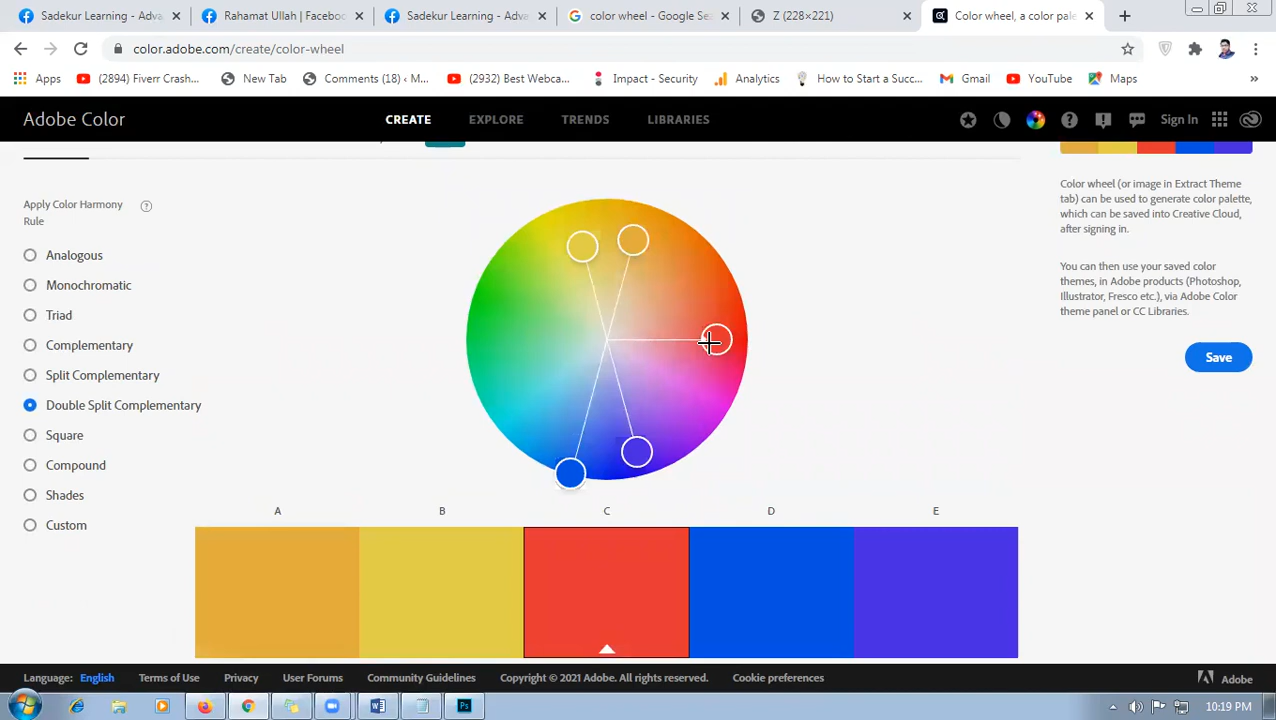 Sadekur Learning - Adva
Rahamat Ullah | Faceboo
Sadekur Learning - Adva
color wheel - Google Sea
Z (228×221)
Color wheel, a color pale
color.adobe.com/create/color-wheel
Apps
(2894) Fiverr Crash...
New Tab
Comments (18) ‹ M...
(2932) Best Webca...
Impact - Security
Analytics
How to Start a Succ...
Gmail
YouTube
Maps
»
Adobe Color
CREATE
EXPLORE
TRENDS
LIBRARIES
Sign In
Apply Color Harmony
Rule
Analogous
Monochromatic
Triad
Complementary
Split Complementary
Double Split Complementary
Square
Compound
Shades
Custom
Color wheel (or image in Extract Theme
tab) can be used to generate color palette,
which can be saved into Creative Cloud,
after signing in.
You can then use your saved color
themes, in Adobe products (Photoshop,
Illustrator, Fresco etc.), via Adobe Color
theme panel or CC Libraries.
Save
A
B
C
D
E
Language: English
Terms of Use
Privacy
User Forums
Community Guidelines
Copyright © 2021 Adobe. All rights reserved.
Cookie preferences
Adobe
10:19 PM